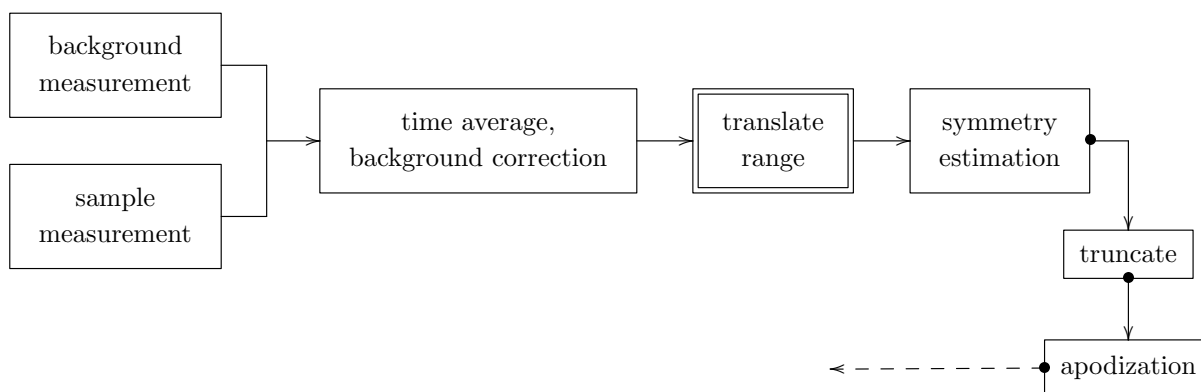 background
measurement
sample
measurement
time average,
background correction
translate
range
symmetry
estimation
truncate
apodization